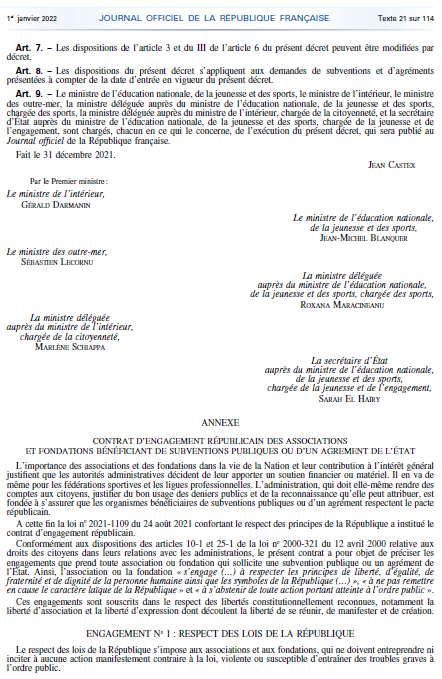 1er janvier 2022 JOURNAL OFFICIEL DE LA RÉPUBLIQUE FRANÇAISE Texte 21 sur 114
Art. 7. – Les dispositions de l'article 3 et du III de l'article 6 du présent décret peuvent être modifiées par
décret.
Art. 8. – Les dispositions du présent décret s'appliquent aux demandes de subventions et d'agréments
présentées à compter de la date d'entrée en vigueur du présent décret.
Art. 9. – Le ministre de l'éducation nationale, de la jeunesse et des sports, le ministre de l'intérieur, le ministre
des outre-mer, la ministre déléguée auprès du ministre de l'éducation nationale, de la jeunesse et des sports,
chargée des sports, la ministre déléguée auprès du ministre de l'intérieur, chargée de la citoyenneté, et la secrétaire
d'Etat auprès du ministre de l'éducation nationale, de la jeunesse et des sports, chargée de la jeunesse et de
l'engagement, sont chargés, chacun en ce qui le concerne, de l'exécution du présent décret, qui sera publié au
Journal officiel de la République française.
Fait le 31 décembre 2021.
JEAN CASTEX
Par le Premier ministre :
Le ministre de l'intérieur,
GÉRALD DARMANIN
Le ministre de l'éducation nationale,
de la jeunesse et des sports,
JEAN-MICHEL BLANQUER
Le ministre des outre-mer,
SÉBASTIEN LECORNU
La ministre déléguée
auprès du ministre de l'éducation nationale,
de la jeunesse et des sports, chargée des sports,
ROXANA MARACINEANU
La ministre déléguée
auprès du ministre de l'intérieur,
chargée de la citoyenneté,
MARLÈNE SCHIAPPA
La secrétaire d'Etat
auprès du ministre de l'éducation nationale,
de la jeunesse et des sports,
chargée de la jeunesse et de l'engagement,
SARAH EL HAÏRY
ANNEXE
CONTRAT D'ENGAGEMENT RÉPUBLICAIN DES ASSOCIATIONS
ET FONDATIONS BÉNÉFICIANT DE SUBVENTIONS PUBLIQUES OU D'UN AGREMENT DE L'ÉTAT
L'importance des associations et des fondations dans la vie de la Nation et leur contribution à l'intérêt général
justifient que les autorités administratives décident de leur apporter un soutien financier ou matériel. Il en va de
même pour les fédérations sportives et les ligues professionnelles. L'administration, qui doit elle-même rendre des
comptes aux citoyens, justifier du bon usage des deniers publics et de la reconnaissance qu'elle peut attribuer, est
fondée à s'assurer que les organismes bénéficiaires de subventions publiques ou d'un agrément respectent le pacte
républicain.
A cette fin la loi n° 2021-1109 du 24 août 2021 confortant le respect des principes de la République a institué le
contrat d'engagement républicain.
Conformément aux dispositions des articles 10-1 et 25-1 de la loi n° 2000-321 du 12 avril 2000 relative aux
droits des citoyens dans leurs relations avec les administrations, le présent contrat a pour objet de préciser les
engagements que prend toute association ou fondation qui sollicite une subvention publique ou un agrément de
l'Etat. Ainsi, l'association ou la fondation « s'engage (...) à respecter les principes de liberté, d'égalité, de
fraternité et de dignité de la personne humaine ainsi que les symboles de la République (...) », « à ne pas remettre
en cause le caractère laïque de la République » et « à s'abstenir de toute action portant atteinte à l'ordre public ».
Ces engagements sont souscrits dans le respect des libertés constitutionnellement reconnues, notamment la
liberté d'association et la liberté d'expression dont découlent la liberté de se réunir, de manifester et de création.
ENGAGEMENT N° 1 : RESPECT DES LOIS DE LA RÉPUBLIQUE
Le respect des lois de la République s'impose aux associations et aux fondations, qui ne doivent entreprendre ni
inciter à aucune action manifestement contraire à la loi, violente ou susceptible d'entraîner des troubles graves à
l'ordre public.